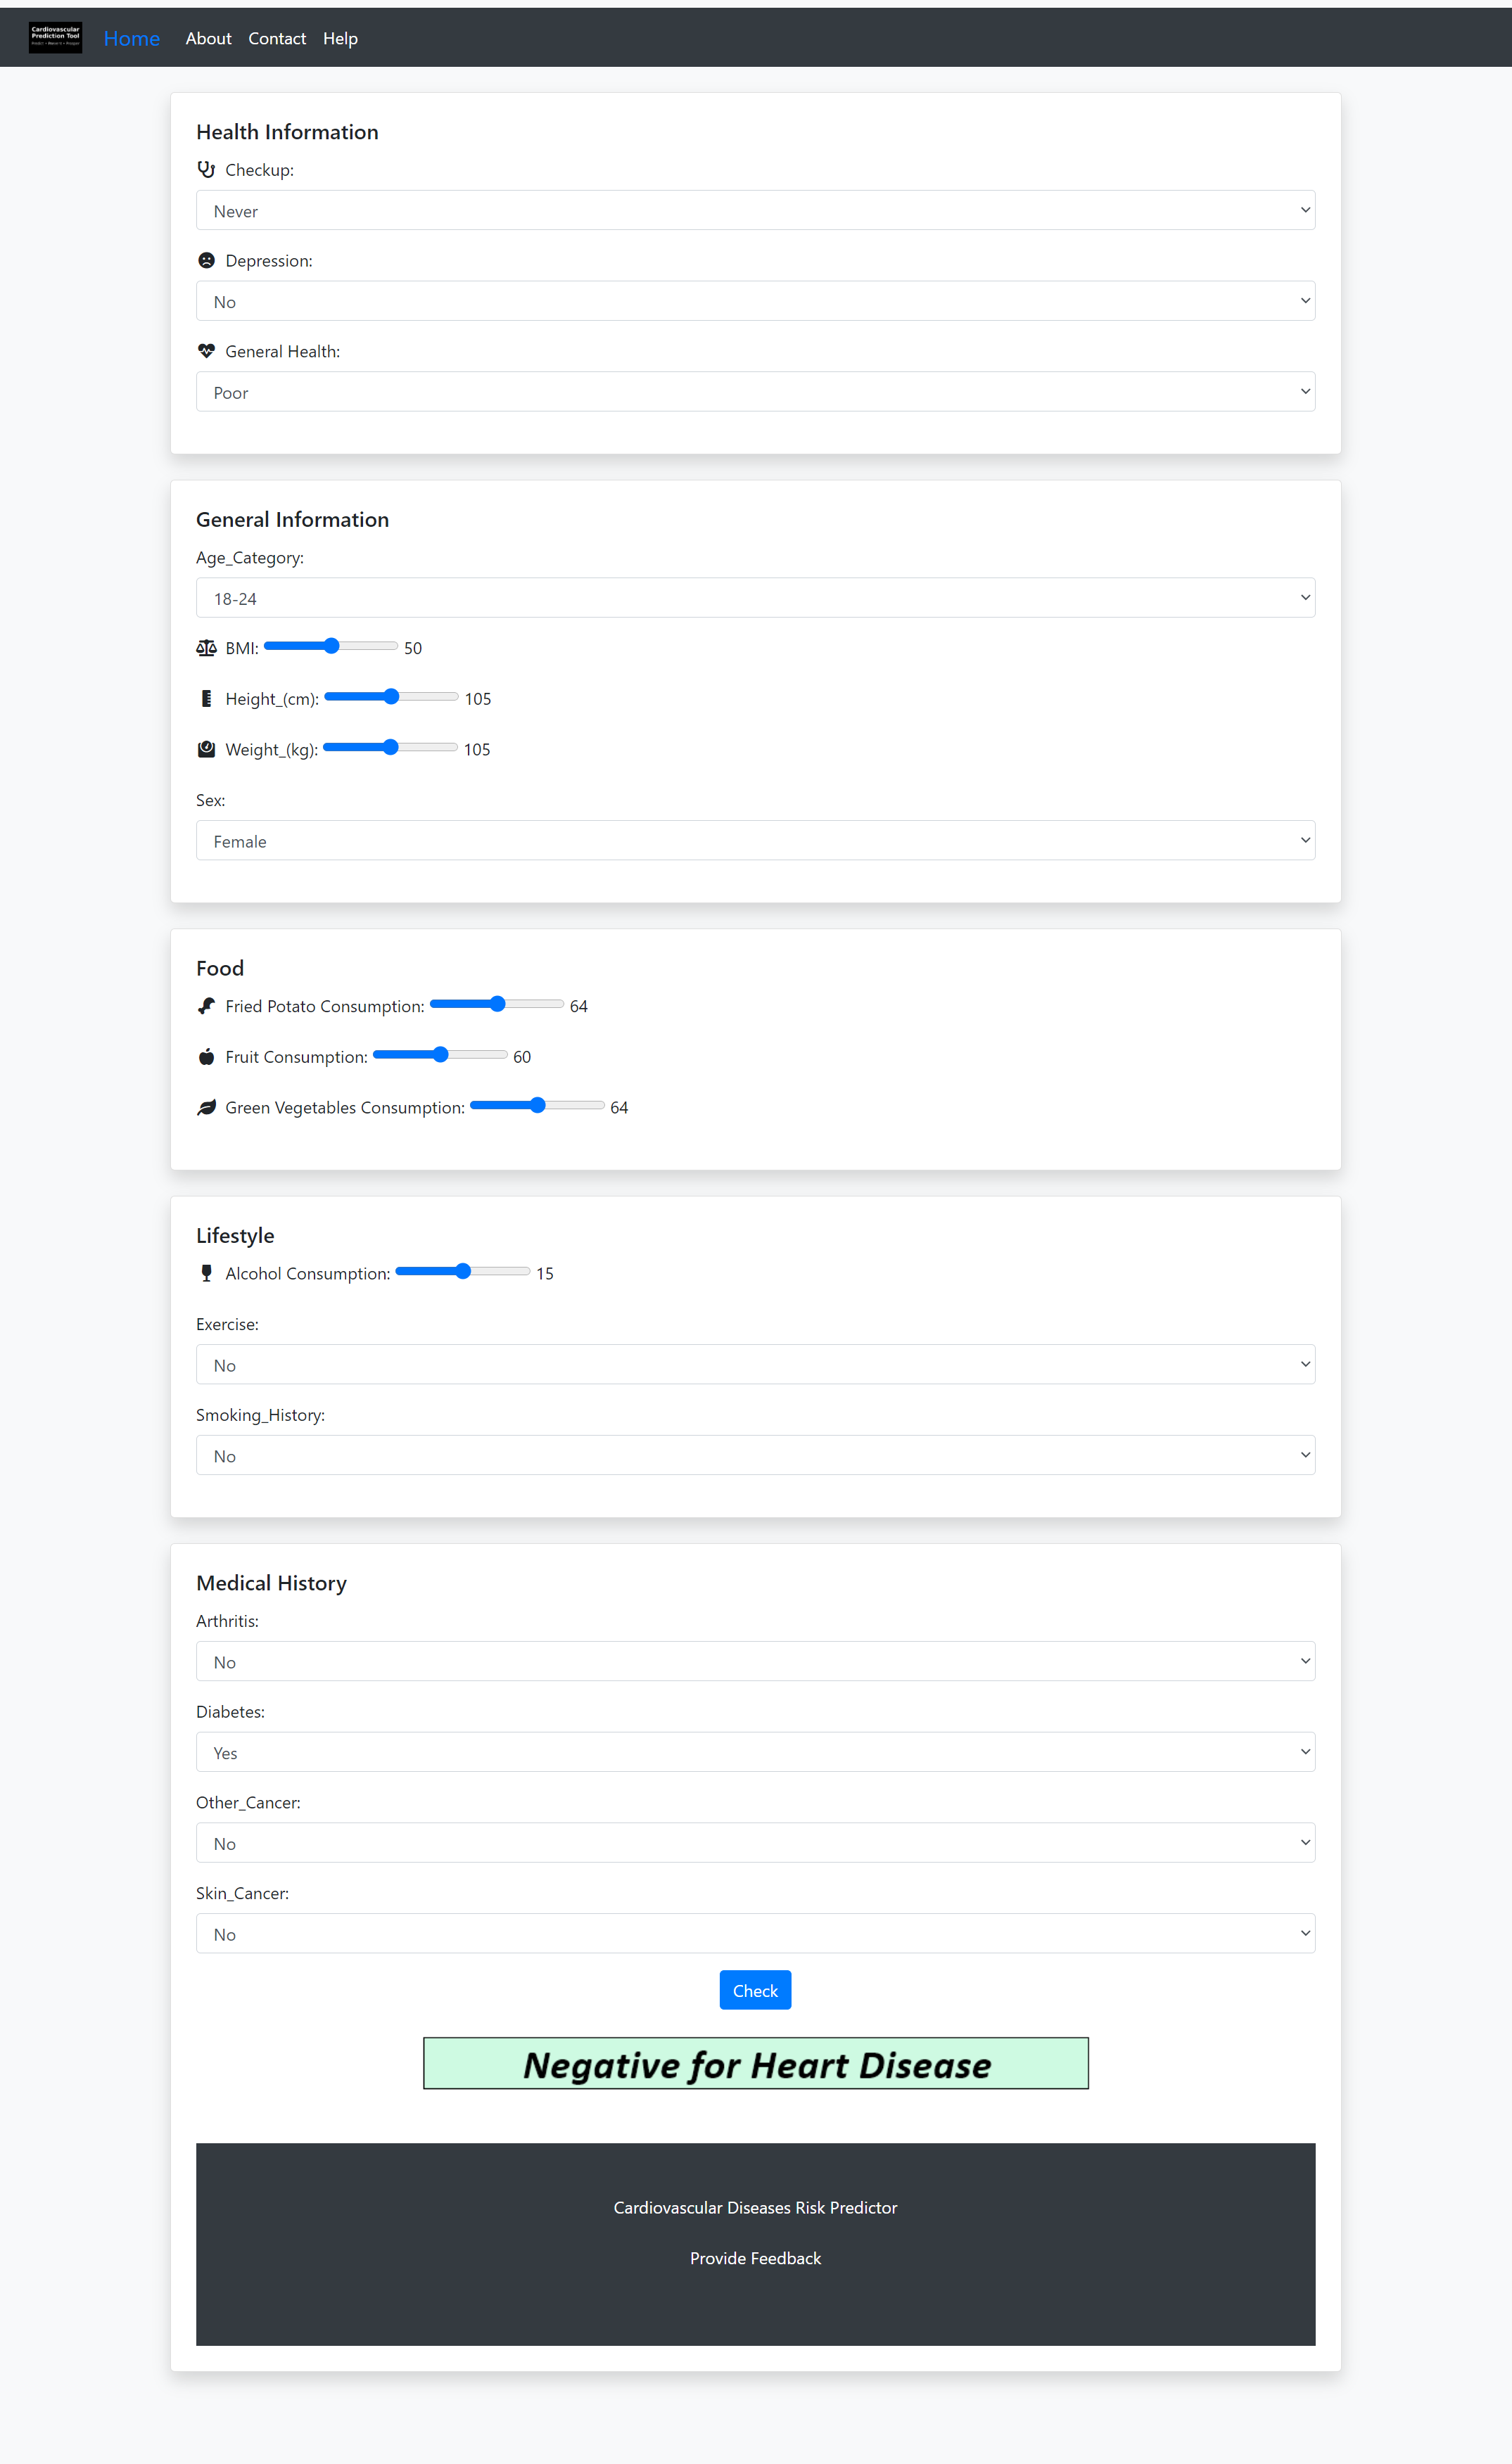 Cardiovascular
Prediction Tool
Home About Contact Help
Health Information
Checkup:
Never
Depression:
No
General Health:
Poor
General Information
Age_Category:
18-24
BMI: 50
Height_(cm): 105
Weight_(kg): 105
Sex:
Female
Food
Fried Potato Consumption: 64
Fruit Consumption: 60
Green Vegetables Consumption: 64
Lifestyle
Alcohol Consumption: 15
Exercise:
No
Smoking_History:
No
Medical History
Arthritis:
No
Diabetes:
Yes
Other_Cancer:
No
Skin_Cancer:
No
Check
Negative for Heart Disease
Cardiovascular Diseases Risk Predictor
Provide Feedback